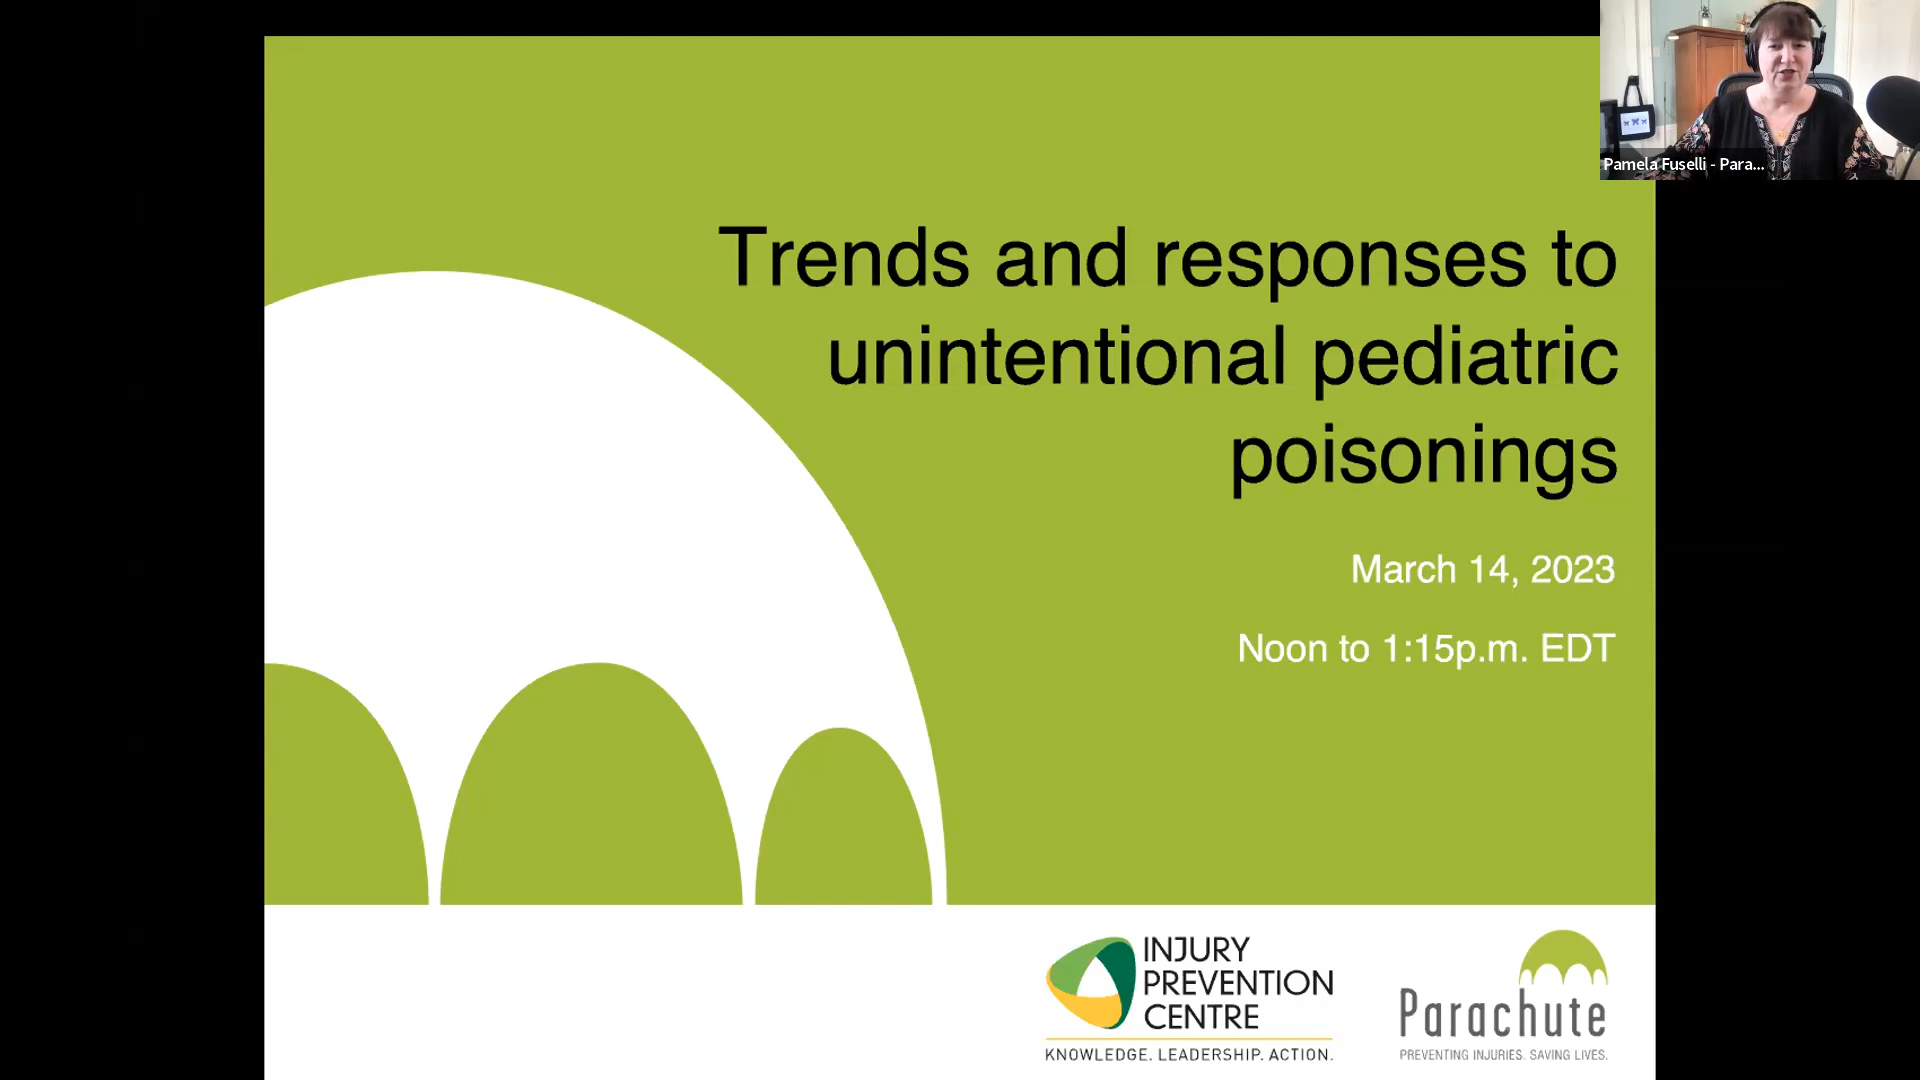 Pamela Fuselli - Para...
Trends and responses to
unintentional pediatric
poisonings
March 14, 2023
Noon to 1:15p.m. EDT
INJURY
PREVENTION
CENTRE
KNOWLEDGE. LEADERSHIP. ACTION.
Parachute
PREVENTING INJURIES. SAVING LIVES.